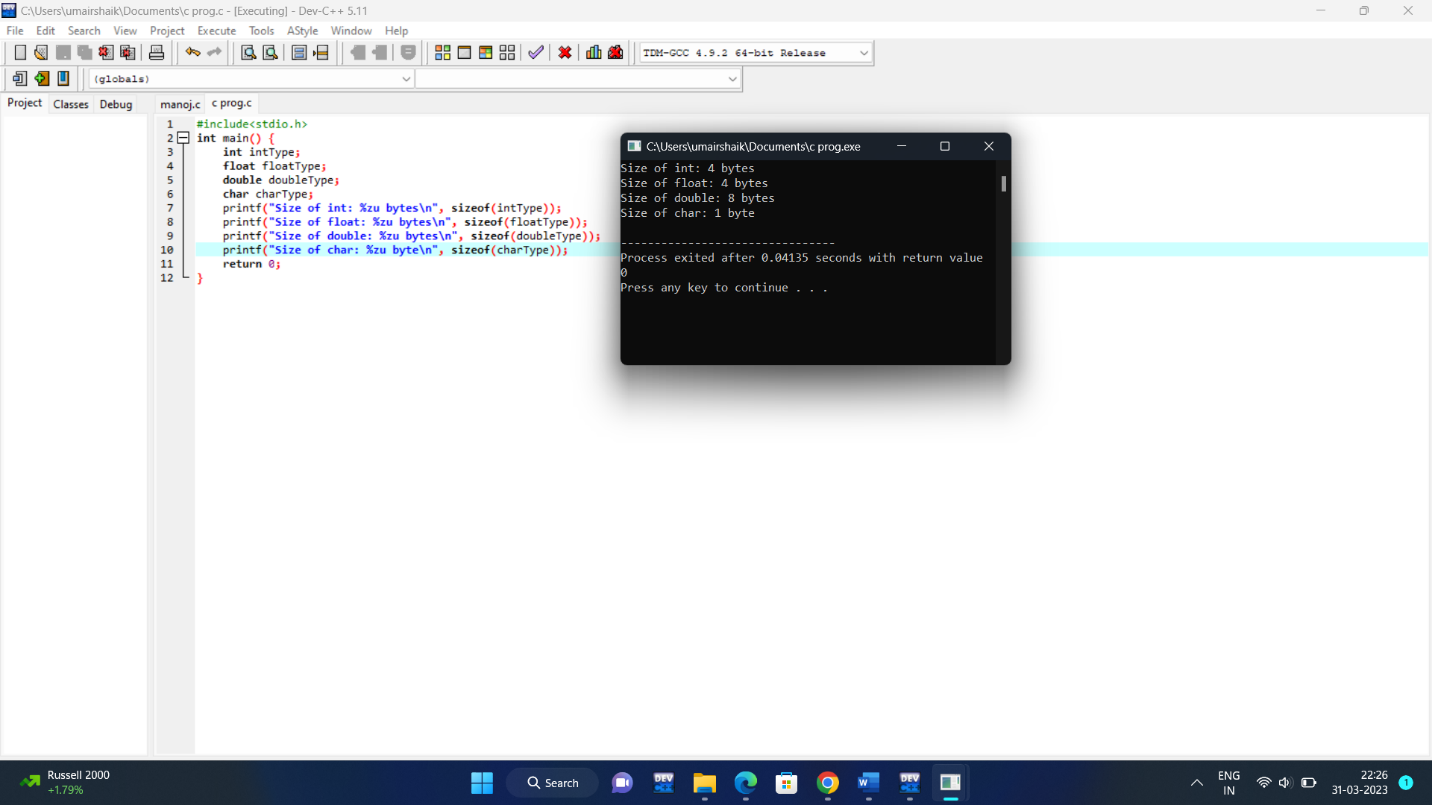 C:\Users\umairshaik\Documents\c prog.c - [Executing] - Dev-C++ 5.11
File Edit Search View Project Execute Tools AStyle Window Help
TDM-GCC 4.9.2 64-bit Release
(globals)
Project Classes Debug
manoj.c c prog.c
1 #include<stdio.h>
2 int main() {
3 int intType;
4 float floatType;
5 double doubleType;
6 char charType;
7 printf("Size of int: %zu bytes\n", sizeof(intType));
8 printf("Size of float: %zu bytes\n", sizeof(floatType));
9 printf("Size of double: %zu bytes\n", sizeof(doubleType));
10 printf("Size of char: %zu byte\n", sizeof(charType));
11 return 0;
12 }
C:\Users\umairshaik\Documents\c prog.exe
Size of int: 4 bytes
Size of float: 4 bytes
Size of double: 8 bytes
Size of char: 1 byte
--------------------------------
Process exited after 0.04135 seconds with return value
0
Press any key to continue . . .
Russell 2000
+1.79%
Search
DEV
C++
W
DEV
C++
ENG
IN
22:26
31-03-2023
1